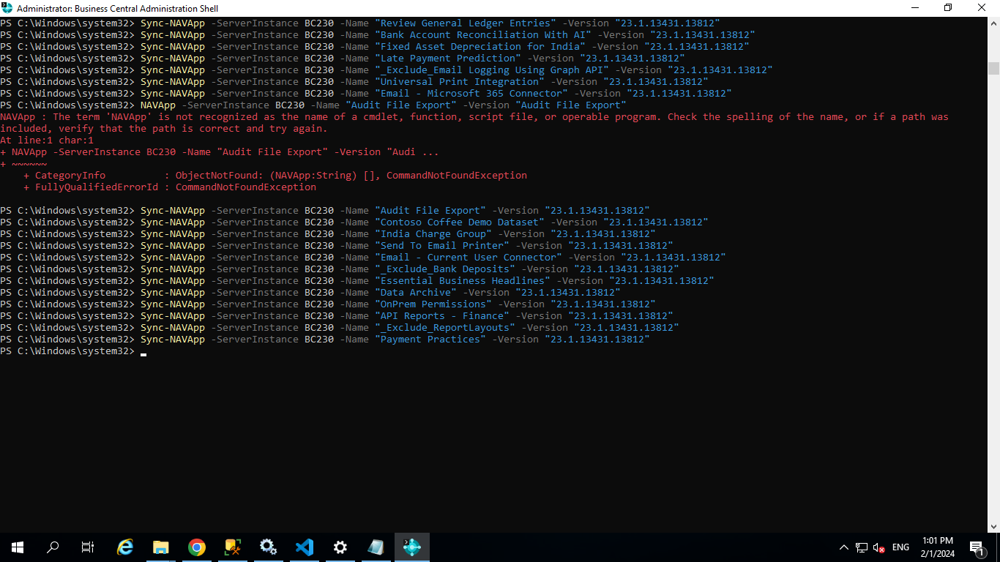 Administrator: Business Central Administration Shell
PS C:\Windows\system32> Sync-NAVApp -ServerInstance BC230 -Name "Review General Ledger Entries" -Version "23.1.13431.13812"
PS C:\Windows\system32> Sync-NAVApp -ServerInstance BC230 -Name "Bank Account Reconciliation With AI" -Version "23.1.13431.13812"
PS C:\Windows\system32> Sync-NAVApp -ServerInstance BC230 -Name "Fixed Asset Depreciation for India" -Version "23.1.13431.13812"
PS C:\Windows\system32> Sync-NAVApp -ServerInstance BC230 -Name "Late Payment Prediction" -Version "23.1.13431.13812"
PS C:\Windows\system32> Sync-NAVApp -ServerInstance BC230 -Name "_Exclude_Email Logging Using Graph API" -Version "23.1.13431.13812"
PS C:\Windows\system32> Sync-NAVApp -ServerInstance BC230 -Name "Universal Print Integration" -Version "23.1.13431.13812"
PS C:\Windows\system32> Sync-NAVApp -ServerInstance BC230 -Name "Email - Microsoft 365 Connector" -Version "23.1.13431.13812"
PS C:\Windows\system32> NAVApp -ServerInstance BC230 -Name "Audit File Export" -Version "Audit File Export"
NAVApp : The term 'NAVApp' is not recognized as the name of a cmdlet, function, script file, or operable program. Check the spelling of the name, or if a path was
included, verify that the path is correct and try again.
At line:1 char:1
+ NAVApp -ServerInstance BC230 -Name "Audit File Export" -Version "Audi ...
+ ~~~~~~
+ CategoryInfo : ObjectNotFound: (NAVApp:String) [], CommandNotFoundException
+ FullyQualifiedErrorId : CommandNotFoundException
PS C:\Windows\system32> Sync-NAVApp -ServerInstance BC230 -Name "Audit File Export" -Version "23.1.13431.13812"
PS C:\Windows\system32> Sync-NAVApp -ServerInstance BC230 -Name "Contoso Coffee Demo Dataset" -Version "23.1.13431.13812"
PS C:\Windows\system32> Sync-NAVApp -ServerInstance BC230 -Name "India Charge Group" -Version "23.1.13431.13812"
PS C:\Windows\system32> Sync-NAVApp -ServerInstance BC230 -Name "Send To Email Printer" -Version "23.1.13431.13812"
PS C:\Windows\system32> Sync-NAVApp -ServerInstance BC230 -Name "Email - Current User Connector" -Version "23.1.13431.13812"
PS C:\Windows\system32> Sync-NAVApp -ServerInstance BC230 -Name "_Exclude_Bank Deposits" -Version "23.1.13431.13812"
PS C:\Windows\system32> Sync-NAVApp -ServerInstance BC230 -Name "Essential Business Headlines" -Version "23.1.13431.13812"
PS C:\Windows\system32> Sync-NAVApp -ServerInstance BC230 -Name "Data Archive" -Version "23.1.13431.13812"
PS C:\Windows\system32> Sync-NAVApp -ServerInstance BC230 -Name "OnPrem Permissions" -Version "23.1.13431.13812"
PS C:\Windows\system32> Sync-NAVApp -ServerInstance BC230 -Name "API Reports - Finance" -Version "23.1.13431.13812"
PS C:\Windows\system32> Sync-NAVApp -ServerInstance BC230 -Name "_Exclude_ReportLayouts" -Version "23.1.13431.13812"
PS C:\Windows\system32> Sync-NAVApp -ServerInstance BC230 -Name "Payment Practices" -Version "23.1.13431.13812"
PS C:\Windows\system32>
ENG
1:01 PM
2/1/2024
1